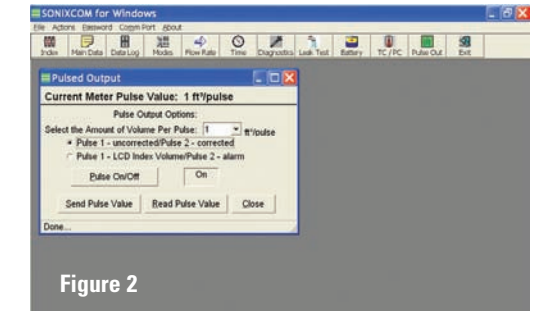 SONIXCOM for Windows
File Actions Password Comm Port About
Index Main Data Data Log Modes Flow Rate Time Diagnostics Leak Test Battery TC / PC Pulse Out Exit
Pulsed Output
Current Meter Pulse Value: 1 ft³/pulse
Pulse Output Options:
Select the Amount of Volume Per Pulse: 1 ft³/pulse
Pulse 1 - uncorrected/Pulse 2 - corrected
Pulse 1 - LCD Index Volume/Pulse 2 - alarm
Pulse On/Off On
Send Pulse Value Read Pulse Value Close
Done...
Figure 2